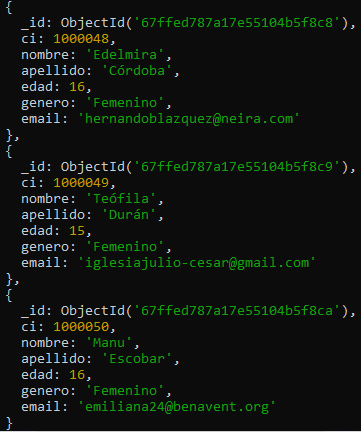 {
_id: ObjectId('67ffed787a17e55104b5f8c8'),
ci: 1000048,
nombre: 'Edelmira',
apellido: 'Córdoba',
edad: 16,
genero: 'Femenino',
email: 'hernandoblazquez@neira.com'
},
{
_id: ObjectId('67ffed787a17e55104b5f8c9'),
ci: 1000049,
nombre: 'Teófila',
apellido: 'Durán',
edad: 15,
genero: 'Femenino',
email: 'iglesiajulio-cesar@gmail.com'
},
{
_id: ObjectId('67ffed787a17e55104b5f8ca'),
ci: 1000050,
nombre: 'Manu',
apellido: 'Escobar',
edad: 16,
genero: 'Femenino',
email: 'emiliana24@benavent.org'
}